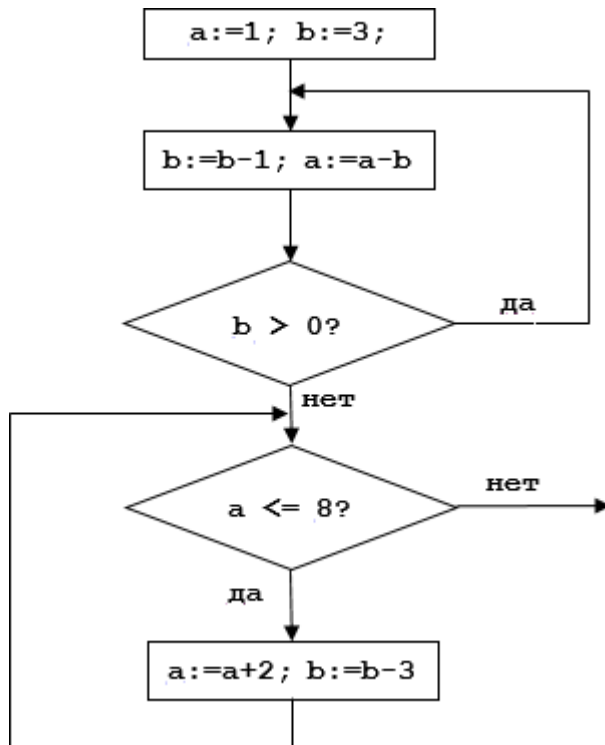 a:=1; b:=3;
b:=b-1; a:=a-b
b > 0?
да
нет
a <= 8?
нет
да
a:=a+2; b:=b-3